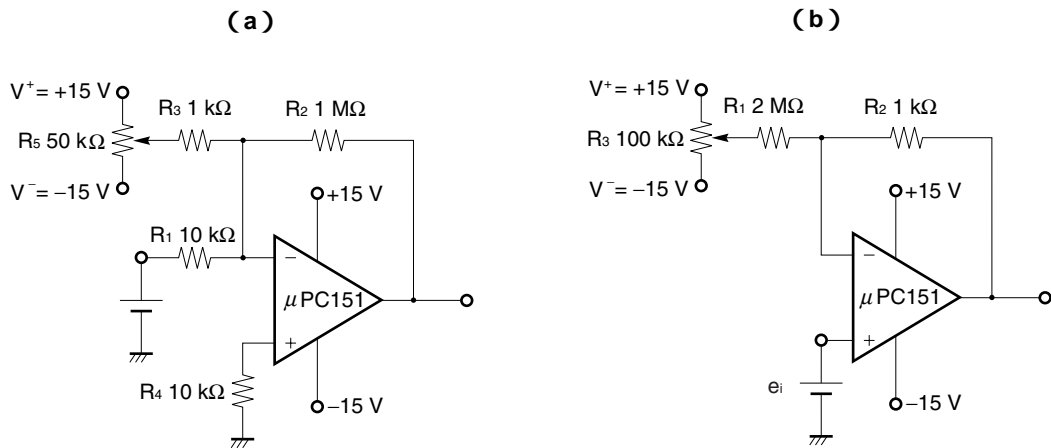 (a)
V+ = +15 V
R3 1 kΩ
R2 1 MΩ
R5 50 kΩ
V− = −15 V
+15 V
R1 10 kΩ
−
μPC151
+
R4 10 kΩ
−15 V
(b)
V+ = +15 V
R1 2 MΩ
R2 1 kΩ
R3 100 kΩ
V− = −15 V
+15 V
−
μPC151
+
ei
−15 V